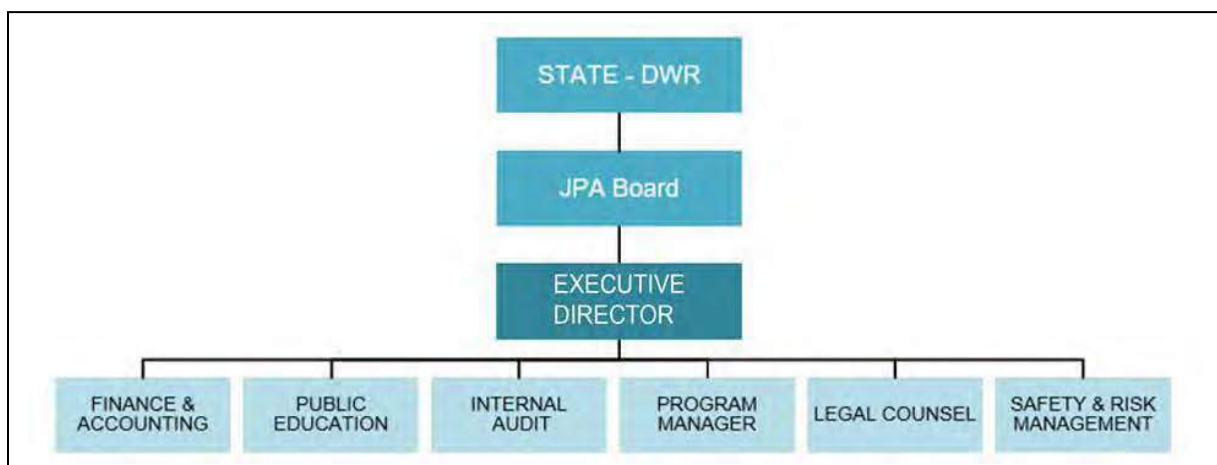 STATE - DWR
JPA Board
EXECUTIVE
DIRECTOR
FINANCE &
ACCOUNTING
PUBLIC
EDUCATION
INTERNAL
AUDIT
PROGRAM
MANAGER
LEGAL COUNSEL
SAFETY & RISK
MANAGEMENT